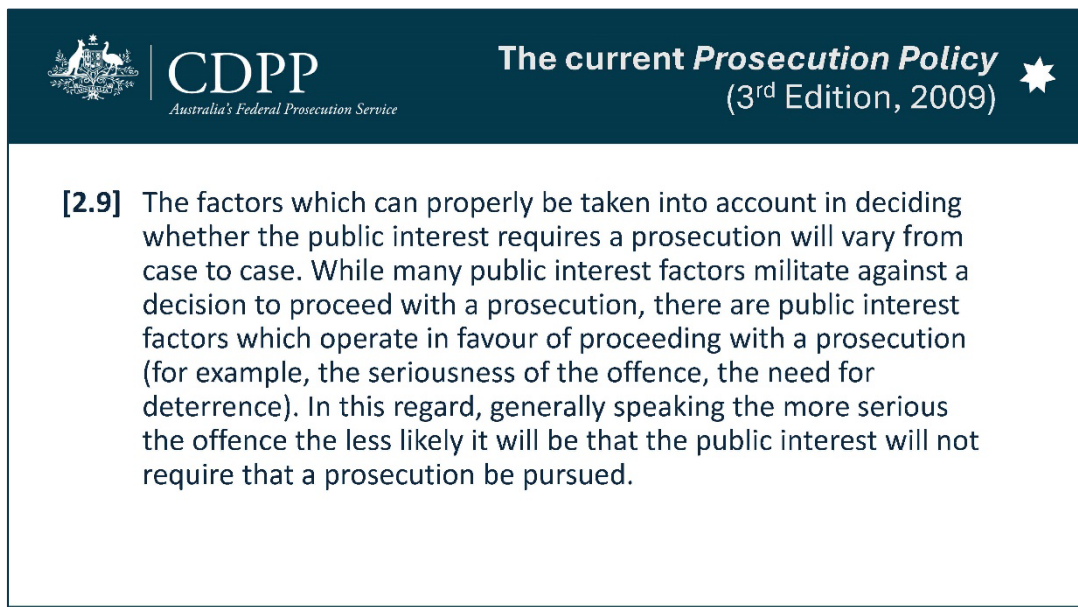 CDPP
Australia's Federal Prosecution Service
The current Prosecution Policy
(3rd Edition, 2009)
[2.9] The factors which can properly be taken into account in deciding
whether the public interest requires a prosecution will vary from
case to case. While many public interest factors militate against a
decision to proceed with a prosecution, there are public interest
factors which operate in favour of proceeding with a prosecution
(for example, the seriousness of the offence, the need for
deterrence). In this regard, generally speaking the more serious
the offence the less likely it will be that the public interest will not
require that a prosecution be pursued.